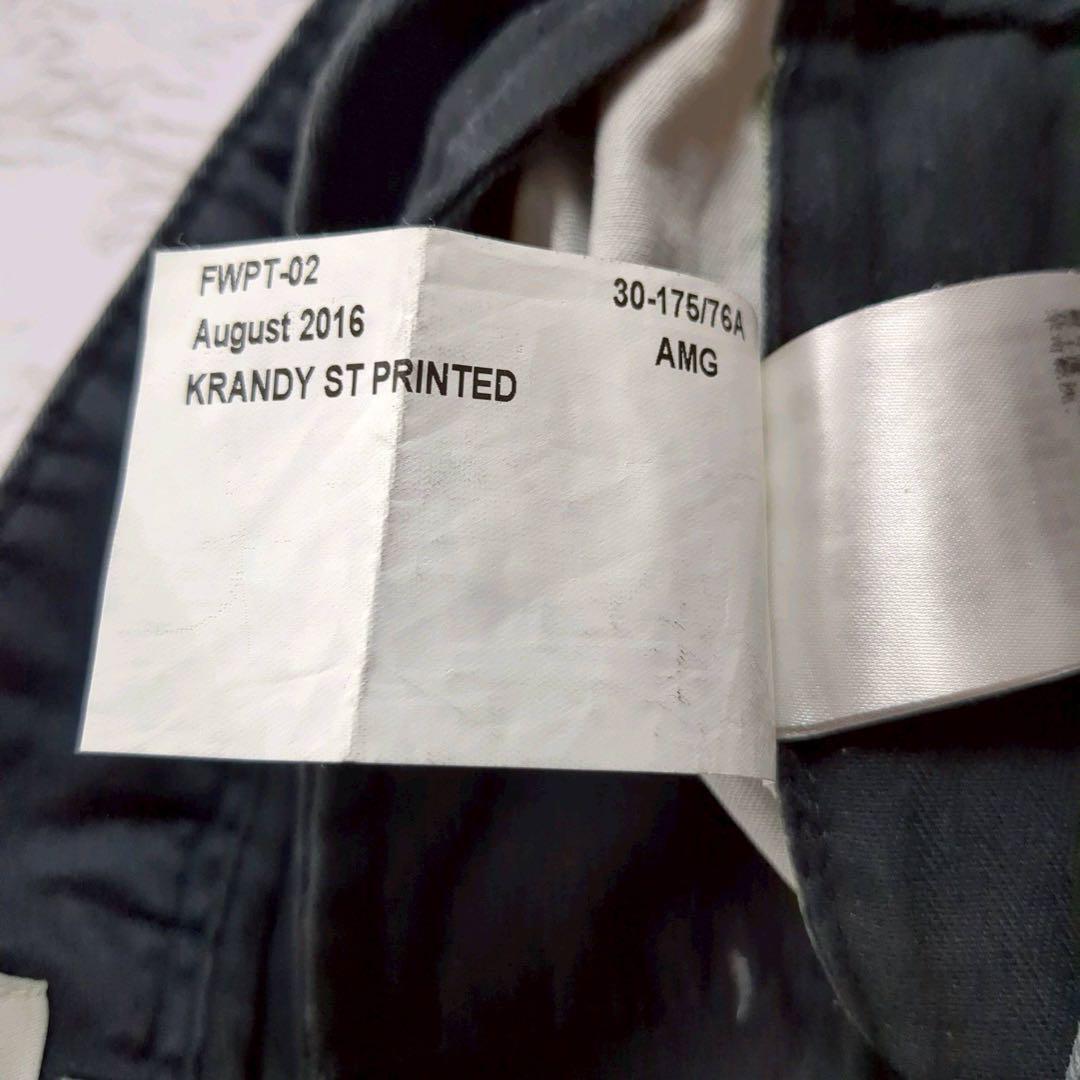 FWPT-02
August 2016
KRANDY ST PRINTED
30-175/76A
AMG